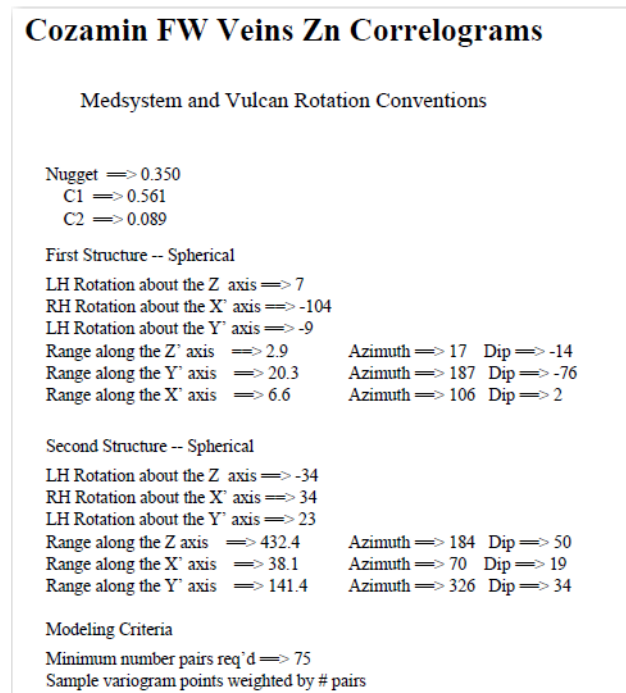 Cozamin FW Veins Zn Correlograms
Medsystem and Vulcan Rotation Conventions
Nugget ==> 0.350
C1 ==> 0.561
C2 ==> 0.089
First Structure -- Spherical
LH Rotation about the Z axis ==> 7
RH Rotation about the X' axis ==> -104
LH Rotation about the Y' axis ==> -9
Range along the Z' axis ==> 2.9 Azimuth ==> 17 Dip ==> -14
Range along the Y' axis ==> 20.3 Azimuth ==> 187 Dip ==> -76
Range along the X' axis ==> 6.6 Azimuth ==> 106 Dip ==> 2
Second Structure -- Spherical
LH Rotation about the Z axis ==> -34
RH Rotation about the X' axis ==> 34
LH Rotation about the Y' axis ==> 23
Range along the Z axis ==> 432.4 Azimuth ==> 184 Dip ==> 50
Range along the X' axis ==> 38.1 Azimuth ==> 70 Dip ==> 19
Range along the Y' axis ==> 141.4 Azimuth ==> 326 Dip ==> 34
Modeling Criteria
Minimum number pairs req'd ==> 75
Sample variogram points weighted by # pairs